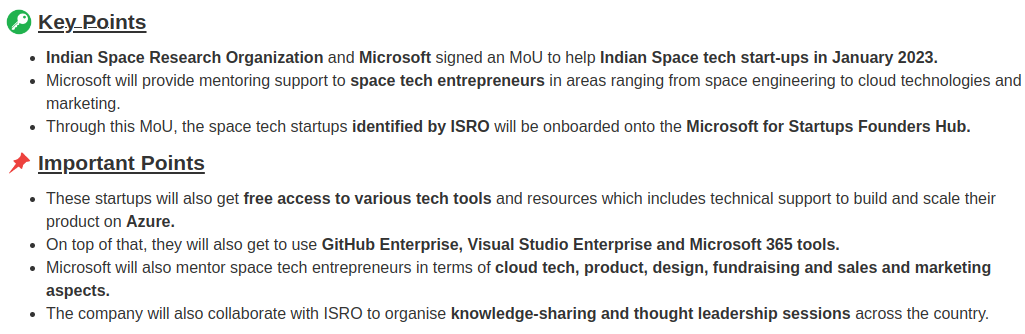 Key Points
Indian Space Research Organization and Microsoft signed an MoU to help Indian Space tech start-ups in January 2023.
Microsoft will provide mentoring support to space tech entrepreneurs in areas ranging from space engineering to cloud technologies and
marketing.
Through this MoU, the space tech startups identified by ISRO will be onboarded onto the Microsoft for Startups Founders Hub.
Important Points
These startups will also get free access to various tech tools and resources which includes technical support to build and scale their
product on Azure.
On top of that, they will also get to use GitHub Enterprise, Visual Studio Enterprise and Microsoft 365 tools.
Microsoft will also mentor space tech entrepreneurs in terms of cloud tech, product, design, fundraising and sales and marketing
aspects.
The company will also collaborate with ISRO to organise knowledge-sharing and thought leadership sessions across the country.